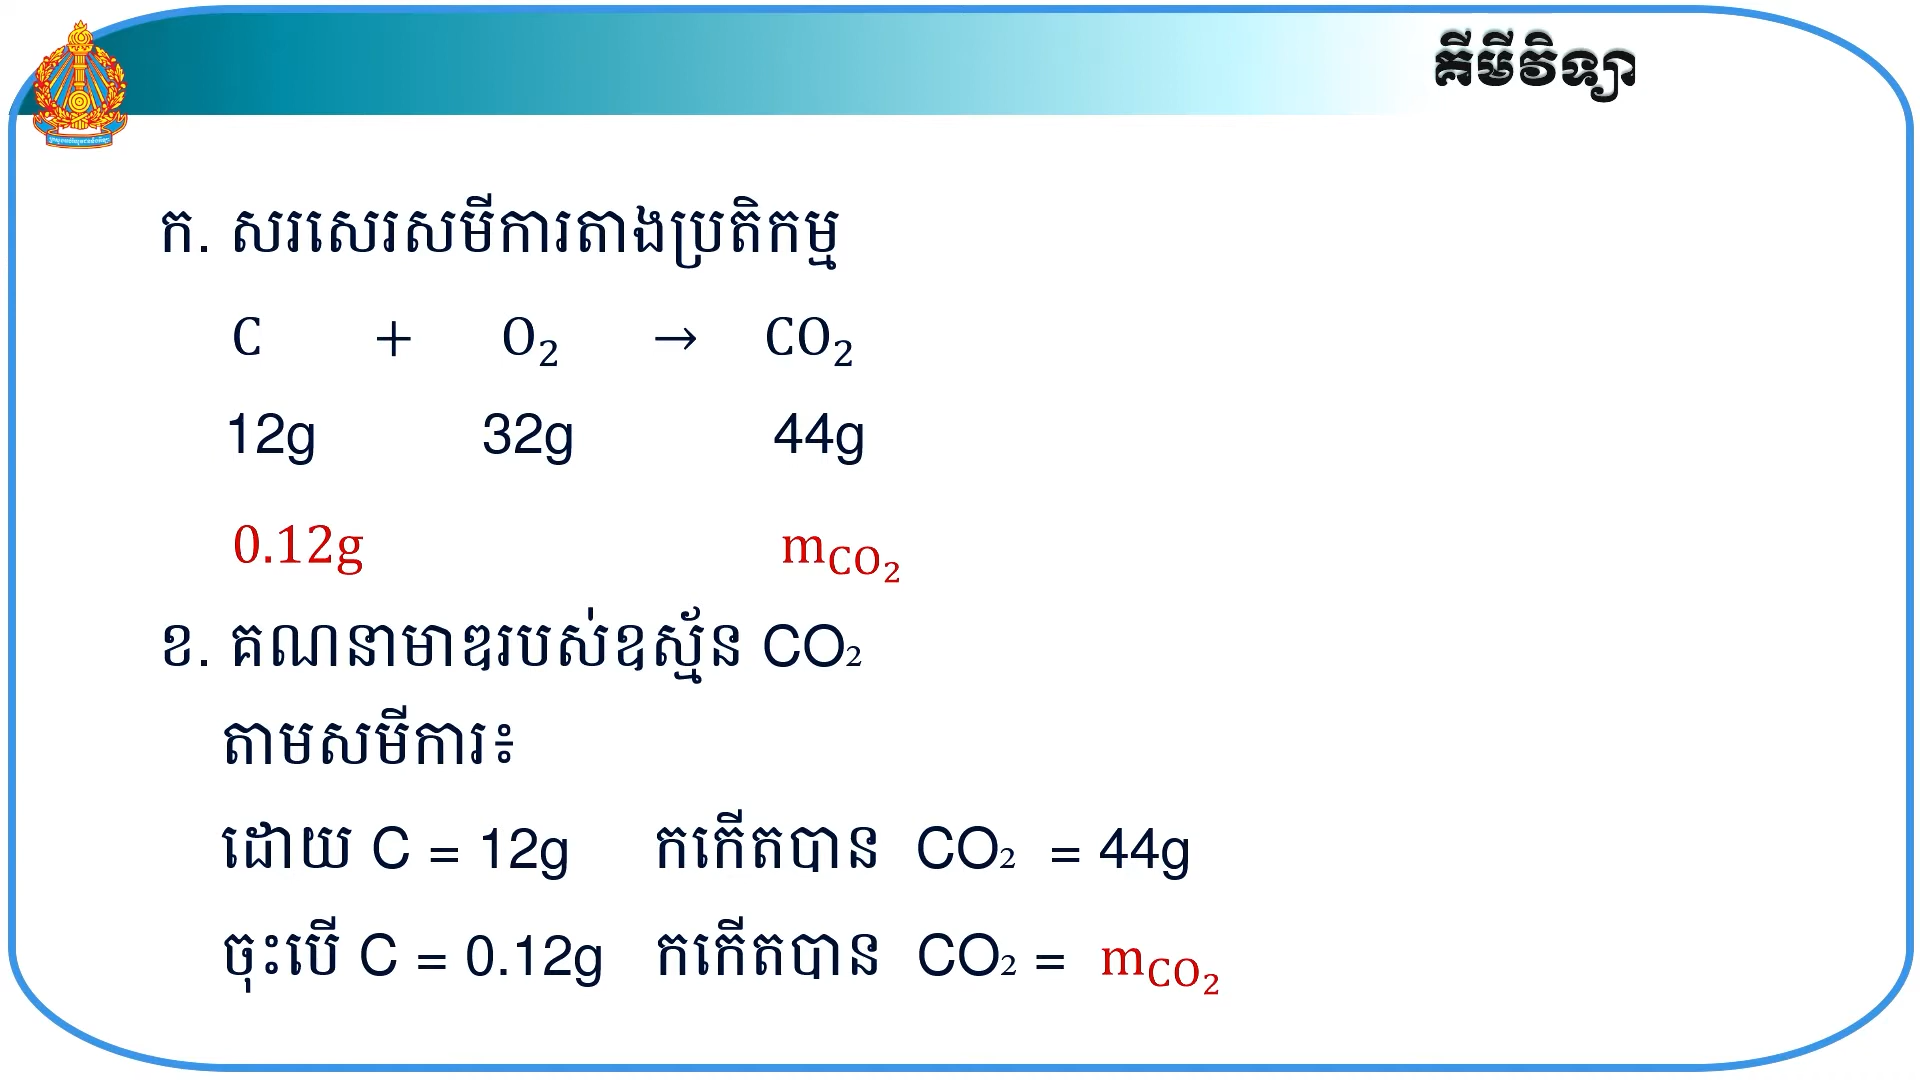 គីមីវិទ្យា
ក. សរសេរសមីការតាងប្រតិកម្ម
C + O₂ → CO₂
12g 32g 44g
0.12g m_CO₂
ខ. គណនាមាឌរបស់ឧស្ម័ន CO₂
តាមសមីការ៖
ដោយ C = 12g កកើតបាន CO₂ = 44g
ចុះបើ C = 0.12g កកើតបាន CO₂ = m_CO₂